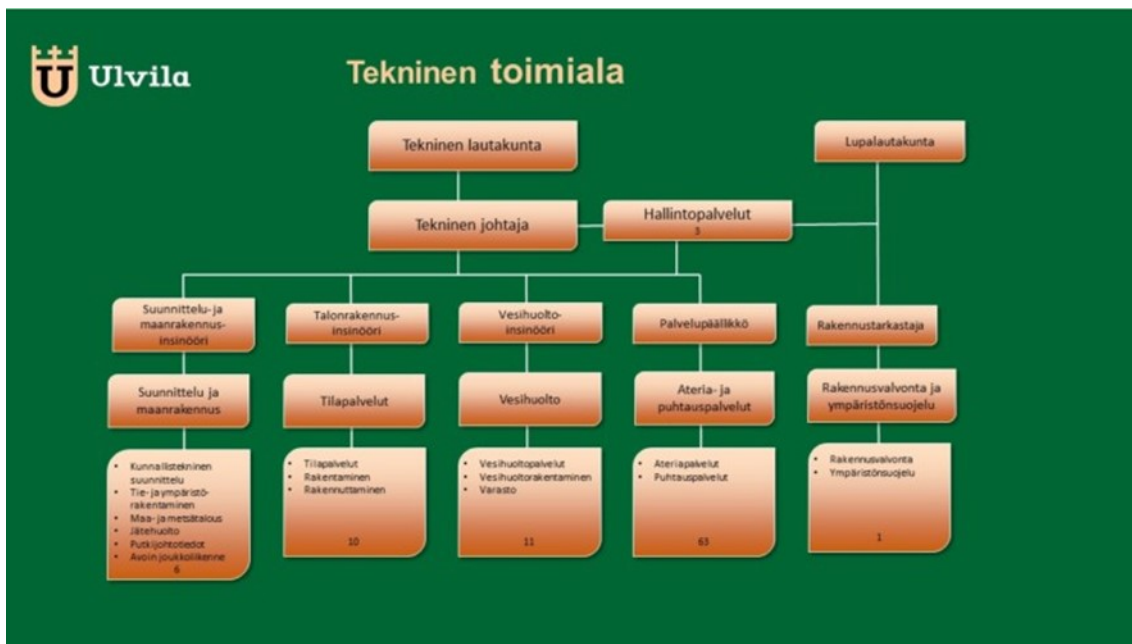 Ulvila
Tekninen toimiala
Tekninen lautakunta
Lupalautakunta
Tekninen johtaja
Hallintopalvelut
3
Suunnittelu- ja
maanrakennus-
insinööri
Talonrakennus-
insinööri
Vesihuolto-
insinööri
Palvelupäällikkö
Rakennustarkastaja
Suunnittelu ja
maanrakennus
Tilapalvelut
Vesihuolto
Ateria- ja
puhtauspalvelut
Rakennusvalvonta ja
ympäristönsuojelu
• Kunnallistekninen
suunnittelu
• Tie- ja ympäristö-
rakentaminen
• Maa- ja metsätalous
• Jätehuolto
• Putkijohtotiedot
• Avoin joukkoliikenne
6
• Tilapalvelut
• Rakentaminen
• Rakennuttaminen
10
• Vesihuoltopalvelut
• Vesihuoltorakentaminen
• Varasto
11
• Ateriapalvelut
• Puhtauspalvelut
63
• Rakennusvalvonta
• Ympäristönsuojelu
1